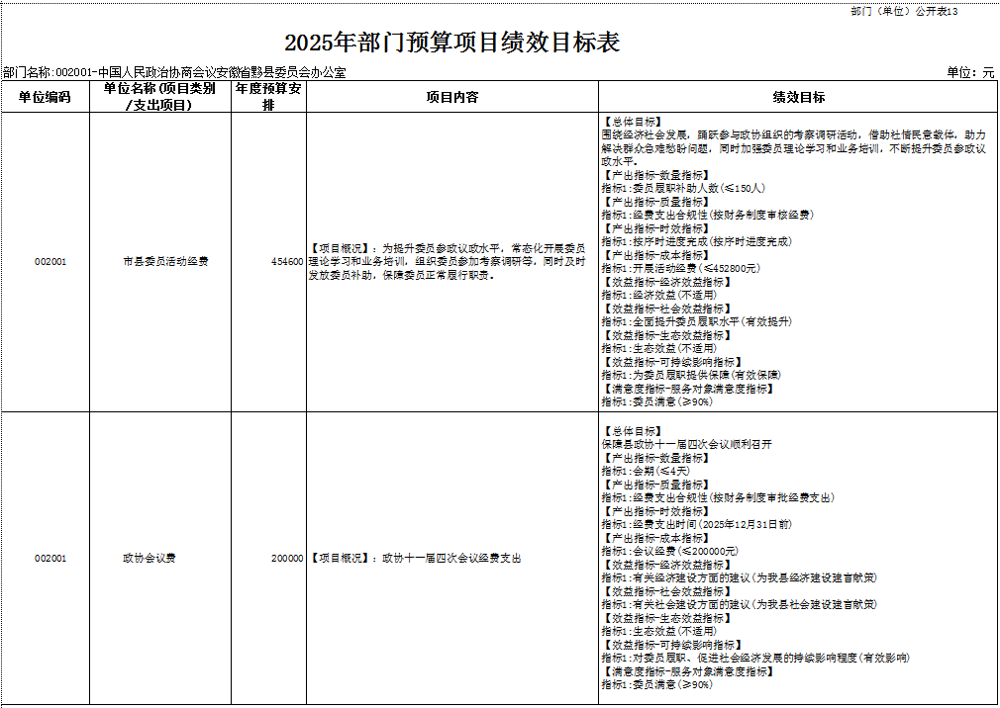 部门（单位）公开表13
2025年部门预算项目绩效目标表
部门名称:002001-中国人民政治协商会议安徽省黟县委员会办公室
单位：元
单位编码
单位名称(项目类别
/支出项目)
年度预算安
排
项目内容
绩效目标
002001
市县委员活动经费
454600
【项目概况】：为提升委员参政议政水平，常态化开展委员
理论学习和业务培训，组织委员参加考察调研等，同时及时
发放委员补助，保障委员正常履行职责。
【总体目标】
围绕经济社会发展，踊跃参与政协组织的考察调研活动，借助社情民意载体，助力
解决群众急难愁盼问题，同时加强委员理论学习和业务培训，不断提升委员参政议
政水平。
【产出指标-数量指标】
指标1:委员履职补助人数(≤150人)
【产出指标-质量指标】
指标1:经费支出合规性(按财务制度审核经费)
【产出指标-时效指标】
指标1:按序时进度完成(按序时进度完成)
【产出指标-成本指标】
指标1:开展活动经费(≤452800元)
【效益指标-经济效益指标】
指标1:经济效益(不适用)
【效益指标-社会效益指标】
指标1:全面提升委员履职水平(有效提升)
【效益指标-生态效益指标】
指标1:生态效益(不适用)
【效益指标-可持续影响指标】
指标1:为委员履职提供保障(有效保障)
【满意度指标-服务对象满意度指标】
指标1:委员满意(≥90%)
002001
政协会议费
200000
【项目概况】：政协十一届四次会议经费支出
【总体目标】
保障县政协十一届四次会议顺利召开
【产出指标-数量指标】
指标1:会期(≤4天)
【产出指标-质量指标】
指标1:经费支出合规性(按财务制度审批经费支出)
【产出指标-时效指标】
指标1:经费支出时间(2025年12月31日前)
【产出指标-成本指标】
指标1:会议经费(≤200000元)
【效益指标-经济效益指标】
指标1:有关经济建设方面的建议(为我县经济建设建言献策)
【效益指标-社会效益指标】
指标1:有关社会建设方面的建议(为我县社会建设建言献策)
【效益指标-生态效益指标】
指标1:生态效益(不适用)
【效益指标-可持续影响指标】
指标1:对委员履职、促进社会经济发展的持续影响程度(有效影响)
【满意度指标-服务对象满意度指标】
指标1:委员满意(≥90%)